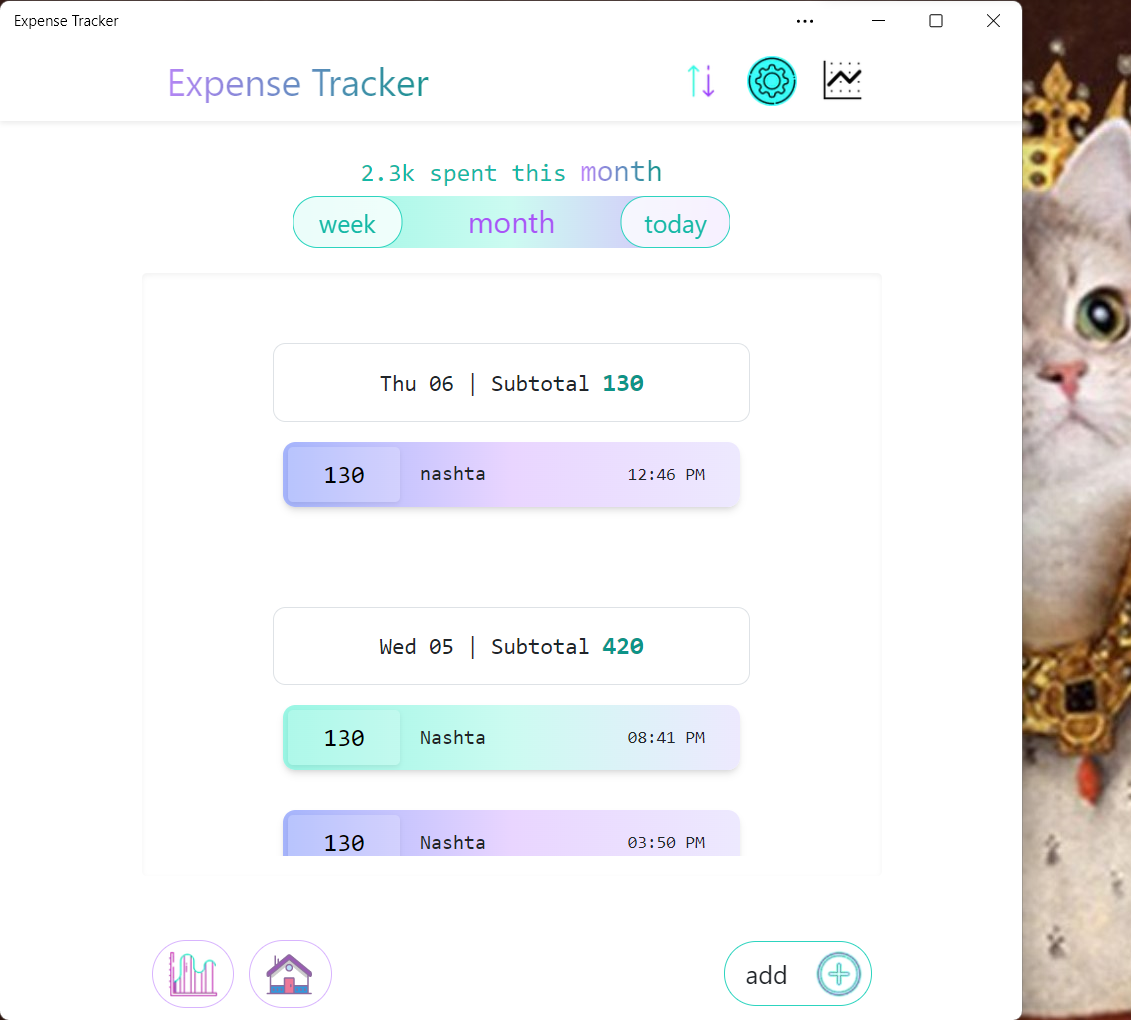 Expense Tracker
Expense Tracker
2.3k spent this month
week month today
Thu 06 | Subtotal 130
130 nashta 12:46 PM
Wed 05 | Subtotal 420
130 Nashta 08:41 PM
130 Nashta 03:50 PM
add